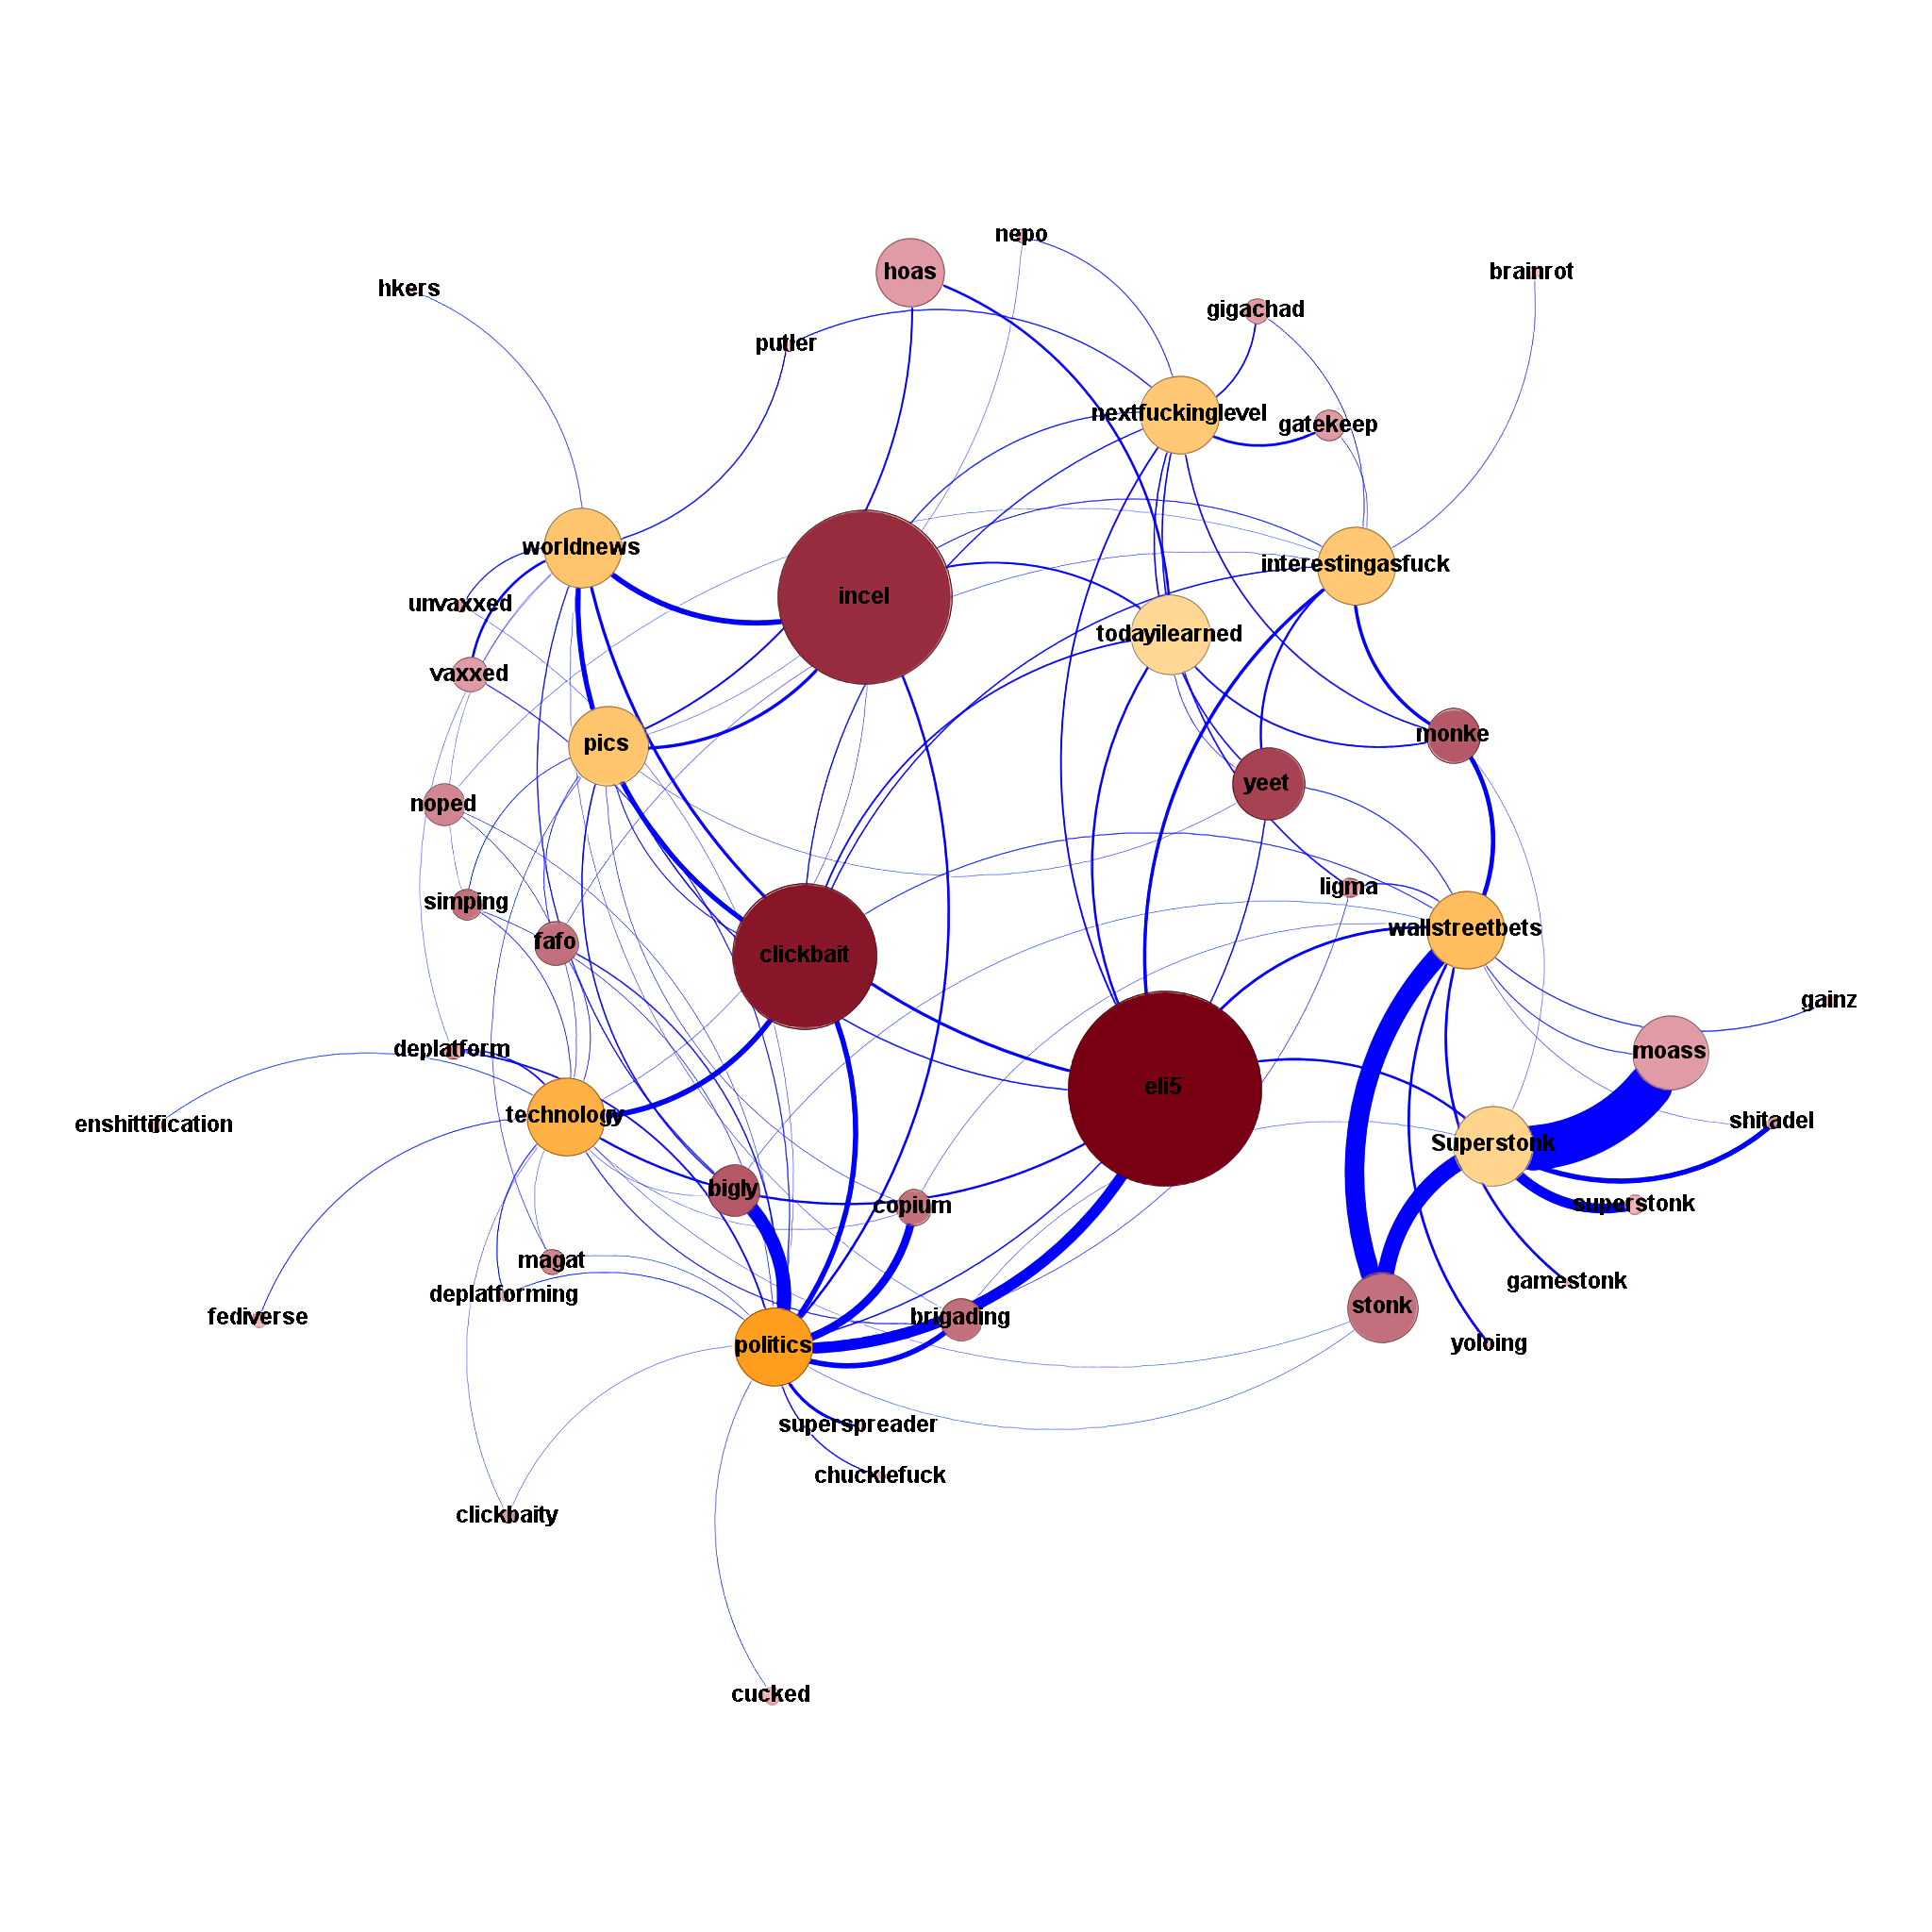 nepo
hoas
brainrot
hkers
gigachad
putler
nextfuckinglevel
gatekeep
worldnews
interestingasfuck
incel
unvaxxed
todayilearned
vaxxed
monke
pics
yeet
noped
ligma
simping
wallstreetbets
fafo
clickbait
gainz
deplatform
moass
eli5
technology
enshittification
shitadel
Superstonk
bigly
copium
superstonk
magat
gamestonk
deplatforming
stonk
fediverse
brigading
politics
yoloing
superspreader
chucklefuck
clickbaity
cucked